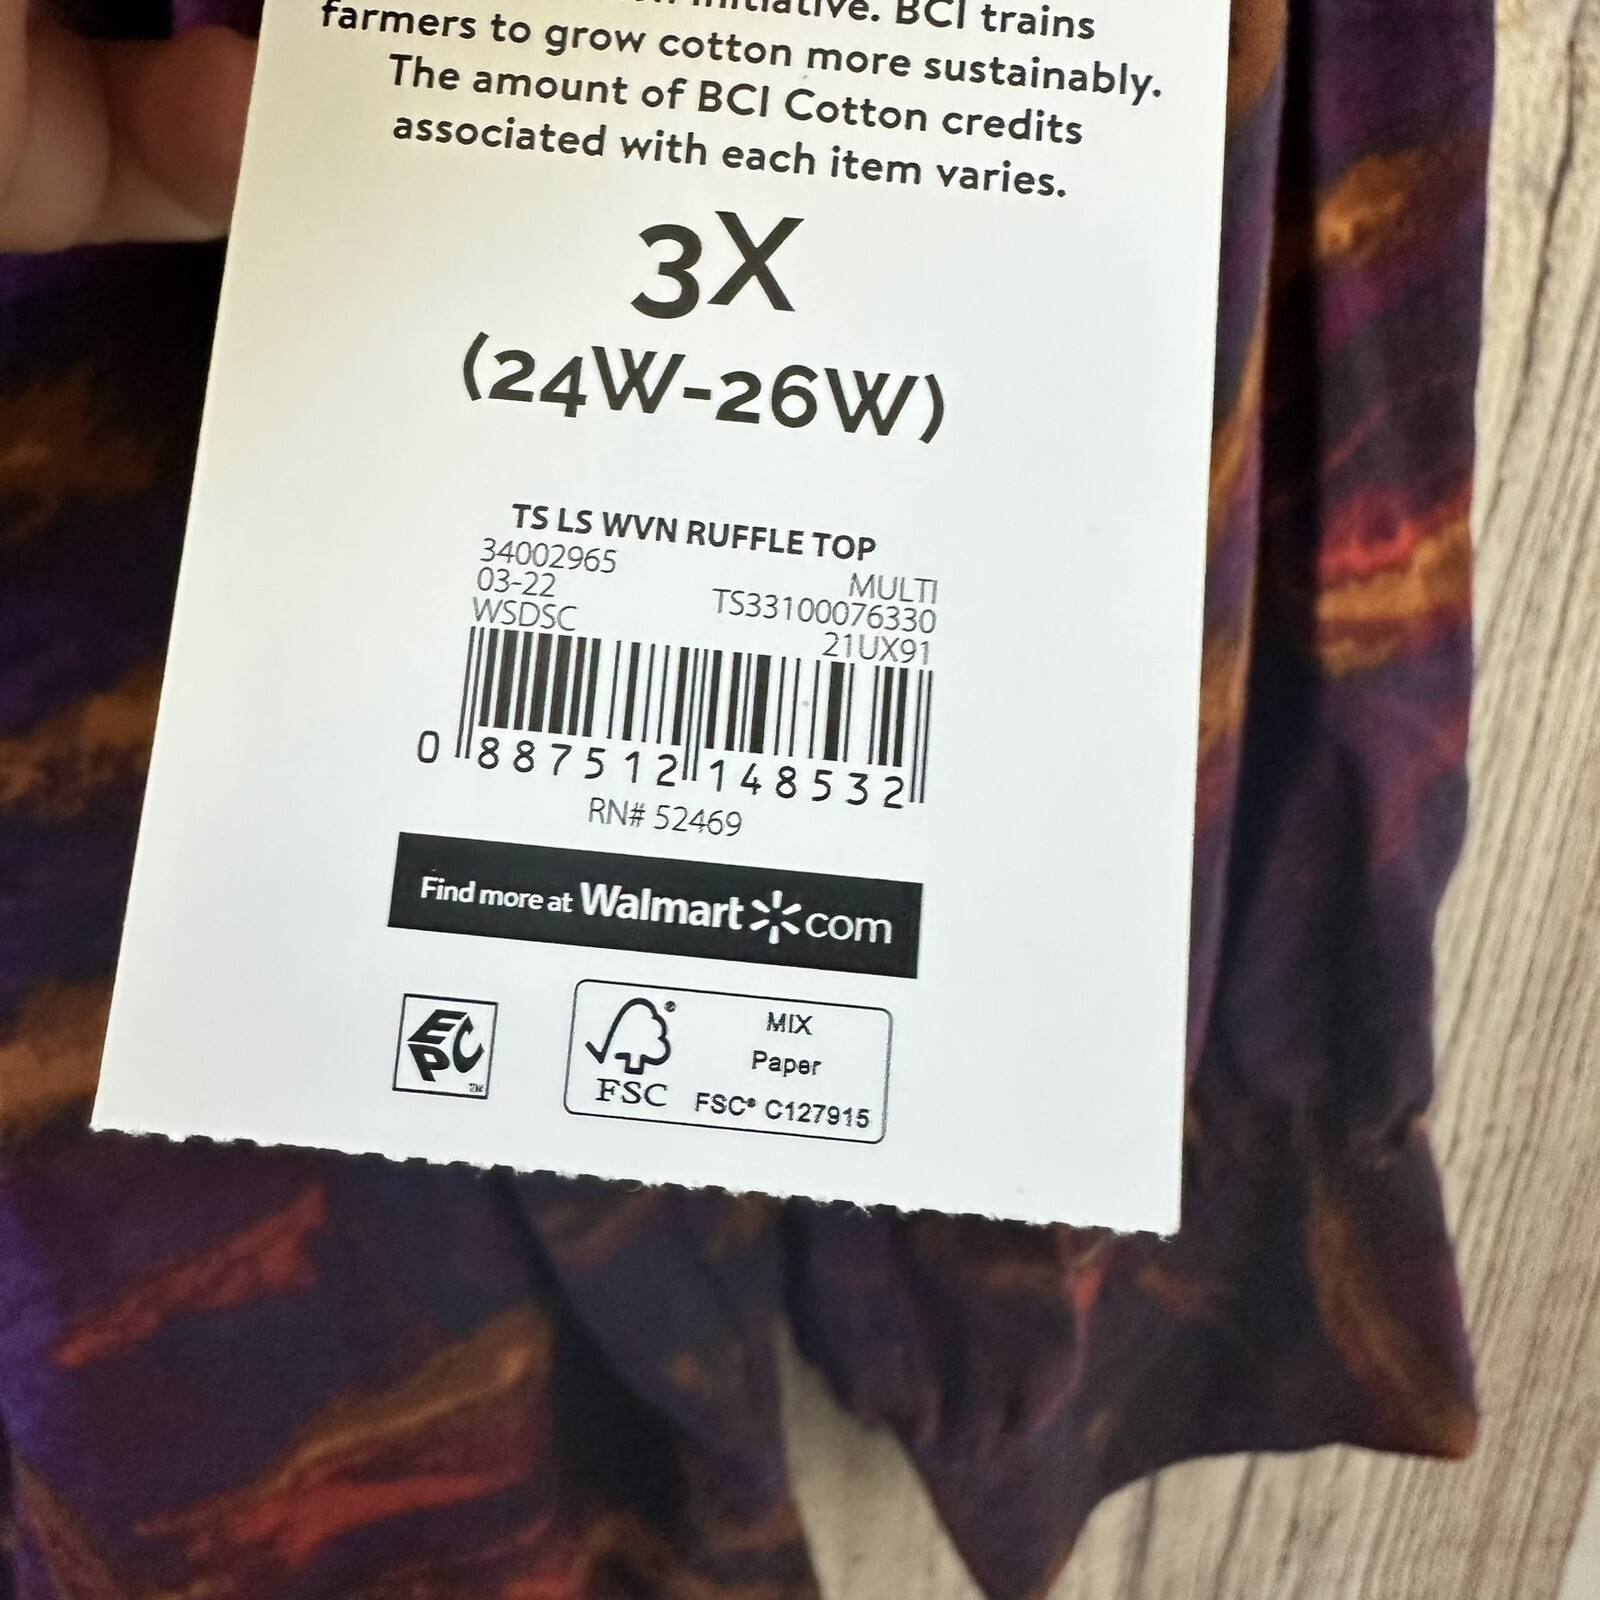 initiative. BCI trains
farmers to grow cotton more sustainably.
The amount of BCI Cotton credits
associated with each item varies.
3X
(24W-26W)
TS LS WVN RUFFLE TOP
34002965
MULTI
03-22
TS33100076330
WSDSC
21UX91
0 887512 148532
RN# 52469
Find more at Walmart com
EPC TM
FSC®
MIX
Paper
FSC® C127915